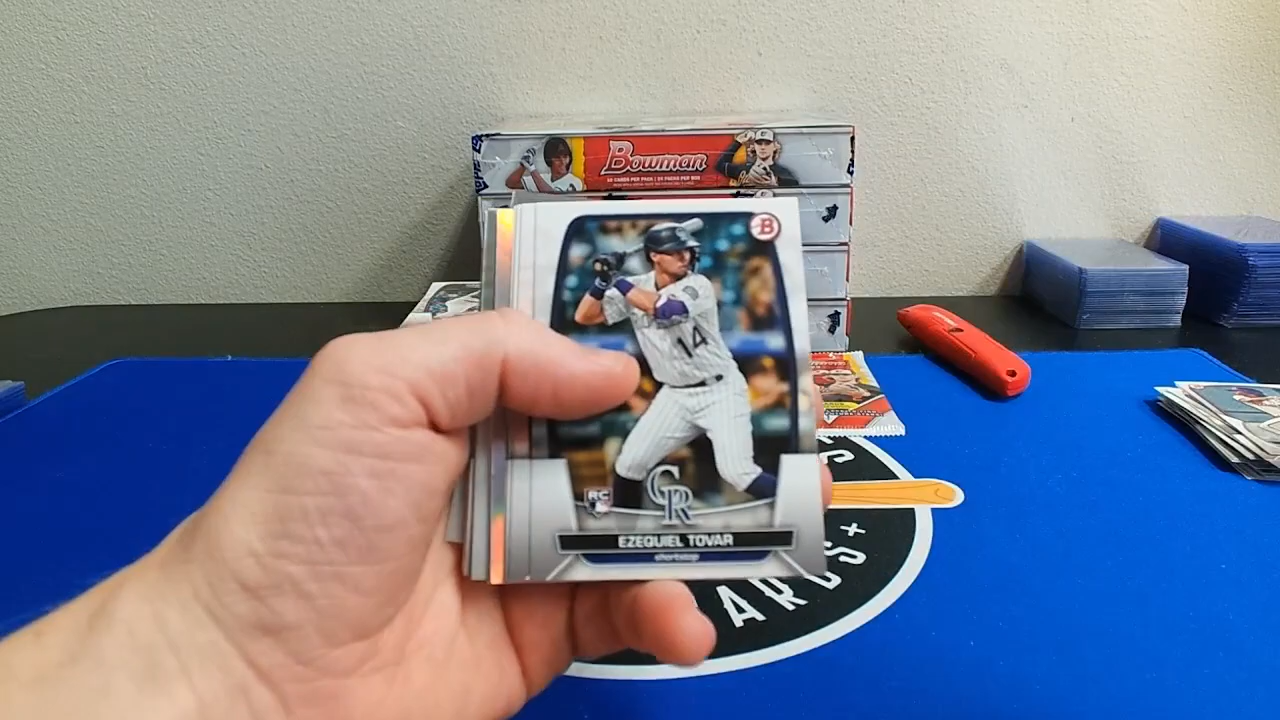 Bowman
10 CARDS PER PACK | 24 PACKS PER BOX
B
14
RC
CR
EZEQUIEL TOVAR
shortstop
ARDS+